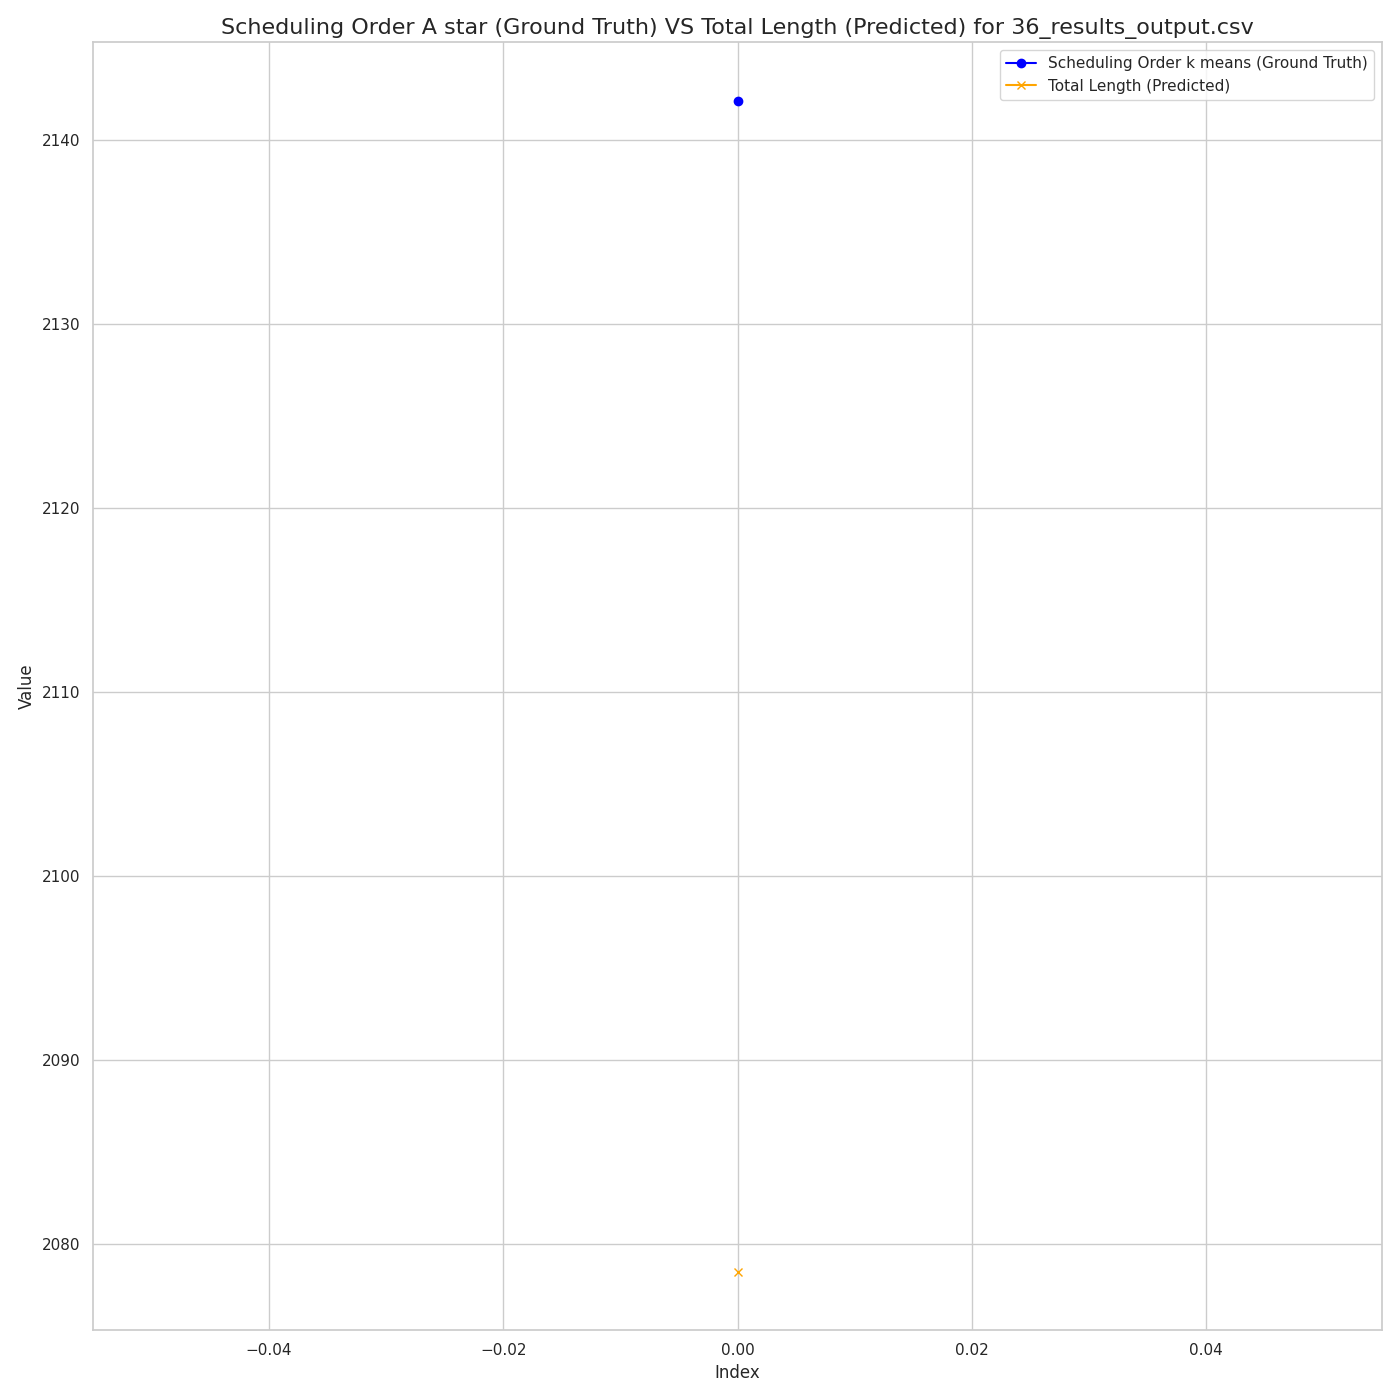 Scheduling Order A star (Ground Truth) VS Total Length (Predicted) for 36_results_output.csv
Scheduling Order k means (Ground Truth)
Total Length (Predicted)
2140
2130
2120
2110
2100
2090
2080
Value
−0.04
−0.02
0.00
0.02
0.04
Index